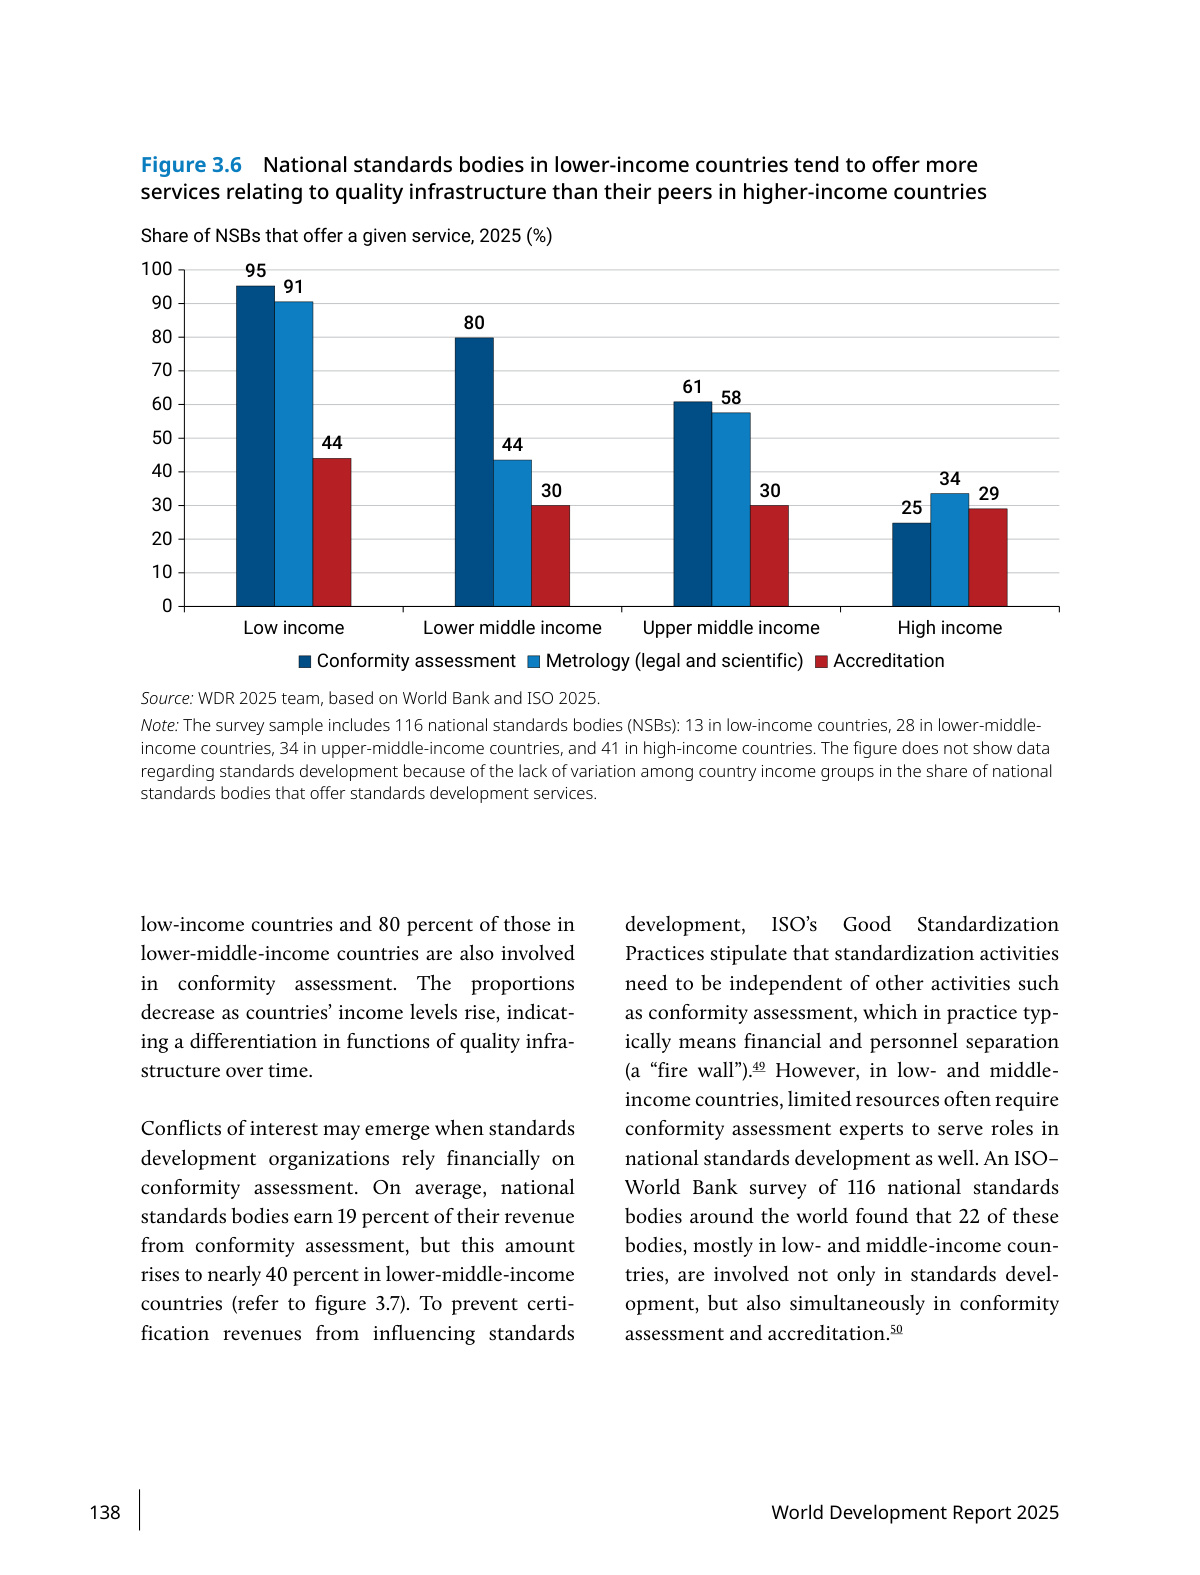 Figure 3.6 National standards bodies in lower-income countries tend to offer more
services relating to quality infrastructure than their peers in higher-income countries
Share of NSBs that offer a given service, 2025 (%)
100
90
80
70
60
50
40
30
20
10
0
95
91
44
80
44
30
61
58
30
25
34
29
Low income
Lower middle income
Upper middle income
High income
Conformity assessment
Metrology (legal and scientific)
Accreditation
Source: WDR 2025 team, based on World Bank and ISO 2025.
Note: The survey sample includes 116 national standards bodies (NSBs): 13 in low-income countries, 28 in lower-middle-
income countries, 34 in upper-middle-income countries, and 41 in high-income countries. The figure does not show data
regarding standards development because of the lack of variation among country income groups in the share of national
standards bodies that offer standards development services.
low-income countries and 80 percent of those in
lower-middle-income countries are also involved
in conformity assessment. The proportions
decrease as countries’ income levels rise, indicat-
ing a differentiation in functions of quality infra-
structure over time.
Conflicts of interest may emerge when standards
development organizations rely financially on
conformity assessment. On average, national
standards bodies earn 19 percent of their revenue
from conformity assessment, but this amount
rises to nearly 40 percent in lower-middle-income
countries (refer to figure 3.7). To prevent certi-
fication revenues from influencing standards
development, ISO’s Good Standardization
Practices stipulate that standardization activities
need to be independent of other activities such
as conformity assessment, which in practice typ-
ically means financial and personnel separation
(a “fire wall”).49 However, in low- and middle-
income countries, limited resources often require
conformity assessment experts to serve roles in
national standards development as well. An ISO–
World Bank survey of 116 national standards
bodies around the world found that 22 of these
bodies, mostly in low- and middle-income coun-
tries, are involved not only in standards devel-
opment, but also simultaneously in conformity
assessment and accreditation.50
138
World Development Report 2025